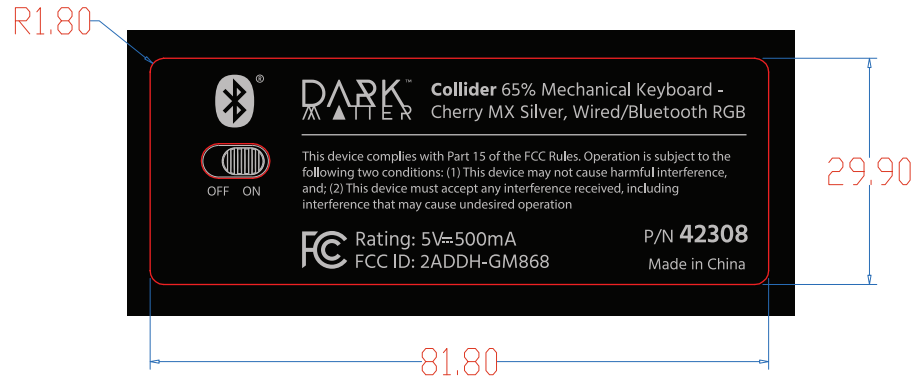 R1.80
®
DARK ™
MATTER
Collider 65% Mechanical Keyboard -
Cherry MX Silver, Wired/Bluetooth RGB
OFF ON
This device complies with Part 15 of the FCC Rules. Operation is subject to the
following two conditions: (1) This device may not cause harmful interference,
and; (2) This device must accept any interference received, including
interference that may cause undesired operation
FC Rating: 5V⎓500mA
FCC ID: 2ADDH-GM868
P/N 42308
Made in China
29.90
81.80